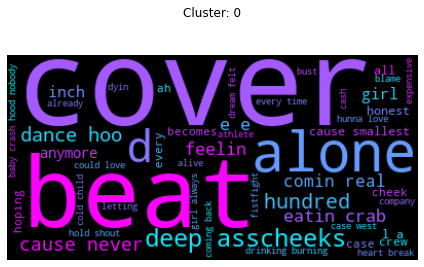 Cluster: 0
cover
beat
alone
d
deep asscheeks
hundred
dance hoo
cause never
eatin crab
comin real
feelin
girl
inch
all
anymore
e e
becomes
cause smallest
honest
every
ah
cheek
crew
case
l a
hoping
dyin
already
hood nobody
baby crash
could love
cold child
letting
hold shout
alive
athlete
dream felt
every time
bust
cash
blame
expensive
hunna love
girl always
coming back
fistfight
drinking burning
case west
heart break
company